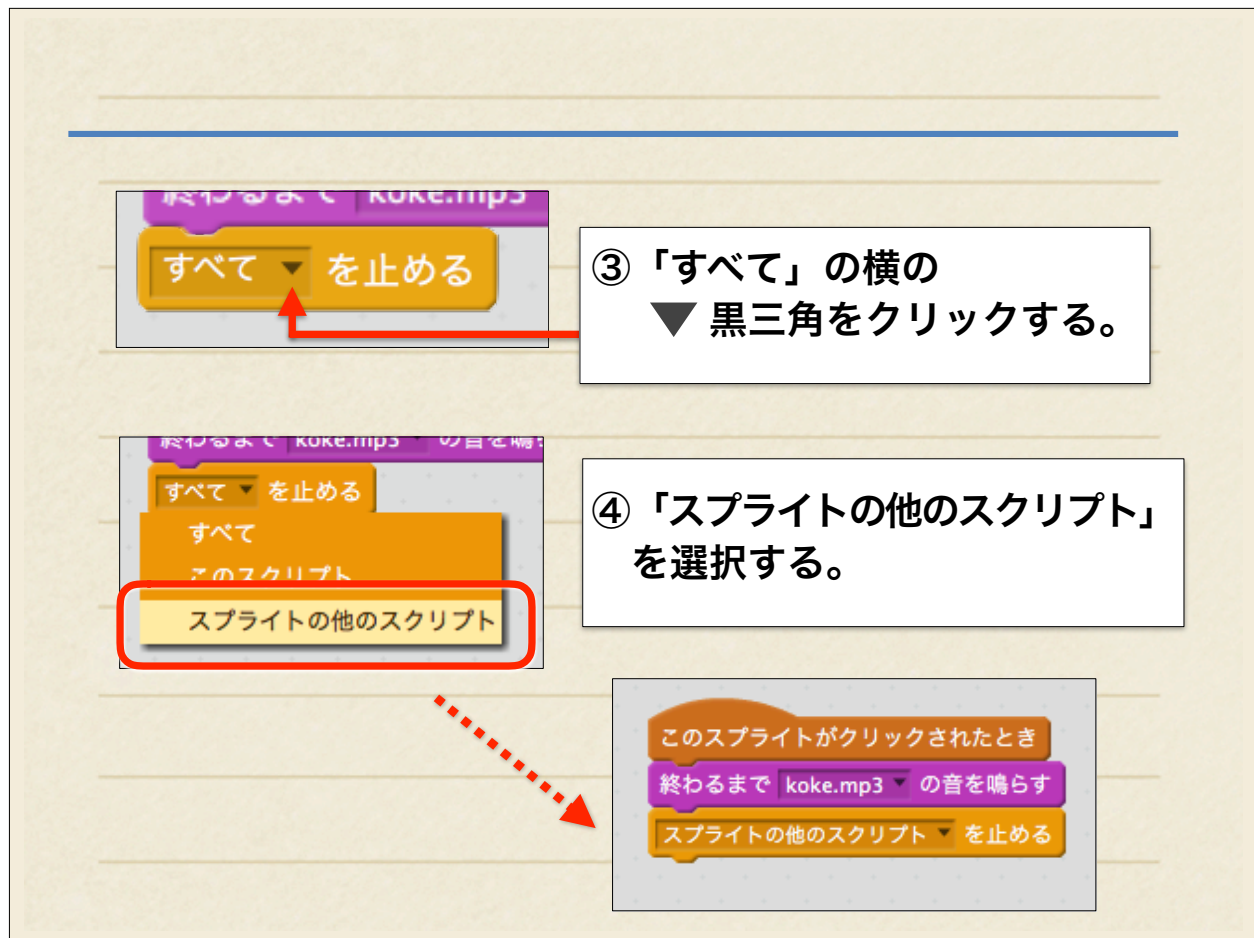 終わるまで koke.mp3
すべて ▼ を止める
③「すべて」の横の
▼ 黒三角をクリックする。
終わるまで koke.mp3 の音を鳴ら
すべて ▼ を止める
すべて
このスクリプト
スプライトの他のスクリプト
④「スプライトの他のスクリプト」
を選択する。
このスプライトがクリックされたとき
終わるまで koke.mp3 ▼ の音を鳴らす
スプライトの他のスクリプト ▼ を止める